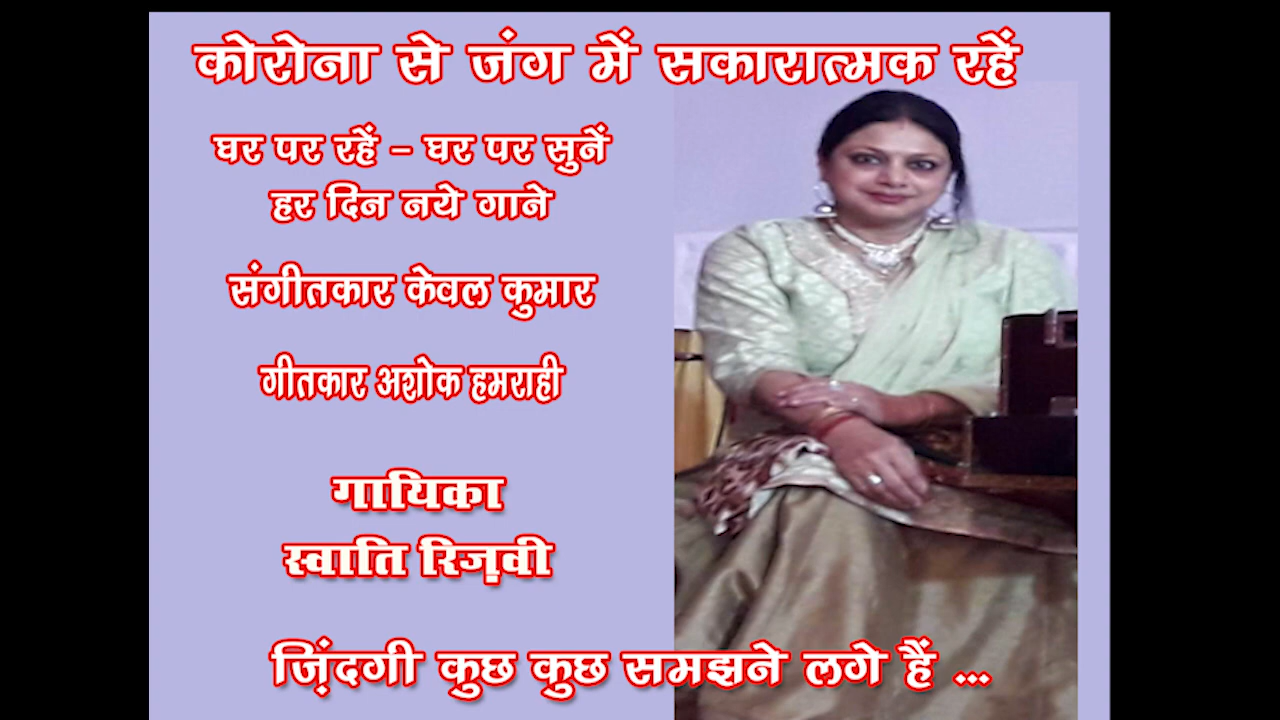 कोरोना से जंग में सकारात्मक रहें
घर पर रहें - घर पर सुनें
हर दिन नये गाने
संगीतकार केवल कुमार
गीतकार अशोक हमराही
गायिका
स्वाति रिज़वी
ज़िंदगी कुछ कुछ समझने लगे हैं ...